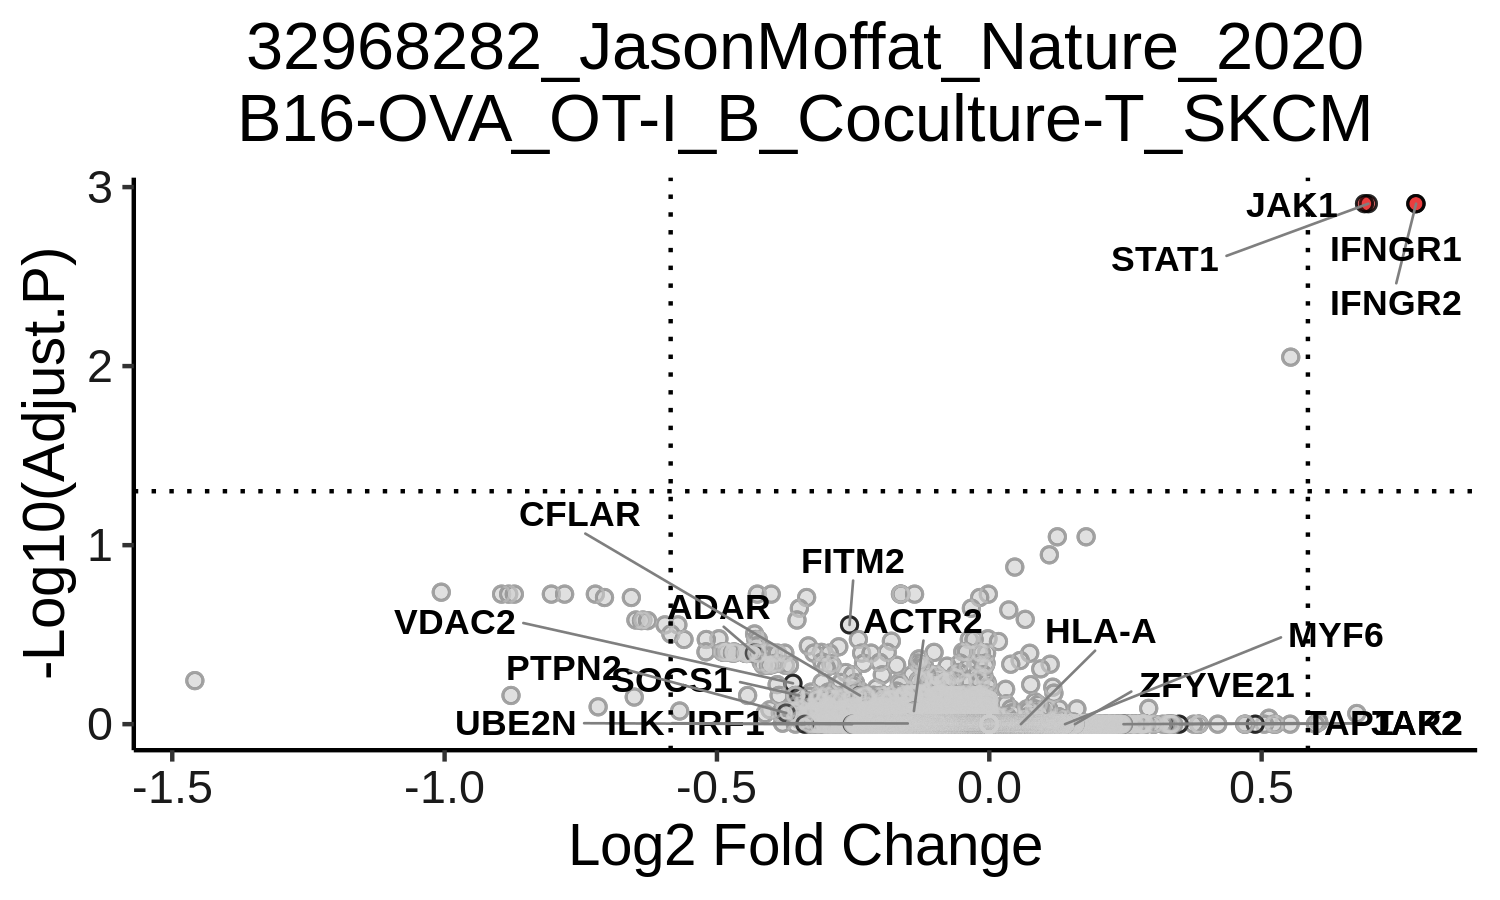 32968282_JasonMoffat_Nature_2020
B16-OVA_OT-I_B_Coculture-T_SKCM
-Log10(Adjust.P)
3
2
1
0
JAK1
STAT1
IFNGR1
IFNGR2
CFLAR
FITM2
ADAR
ACTR2
VDAC2
HLA-A
MYF6
PTPN2
SOCS1
ZFYVE21
UBE2N
ILK
IRF1
-1.5
-1.0
-0.5
0.0
0.5
Log2 Fold Change